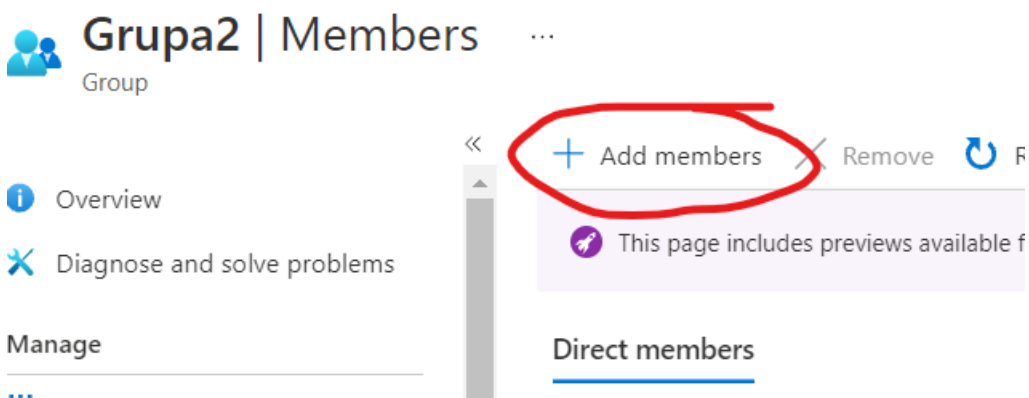 Grupa2 | Members ...
Group
Overview
Diagnose and solve problems
Manage
Add members
Remove
R
This page includes previews available f
Direct members